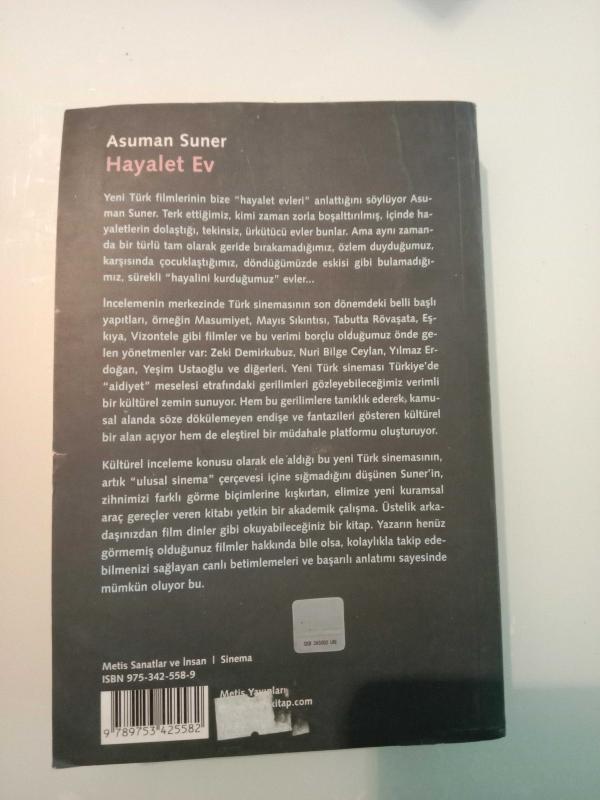 Asuman Suner
Hayalet Ev
Yeni Türk filmlerinin bize “hayalet evleri” anlattığını söylüyor Asu-
man Suner. Terk ettiğimiz, kimi zaman zorla boşalttırılmış, içinde ha-
yaletlerin dolaştığı, tekinsiz, ürkütücü evler bunlar. Ama aynı zaman-
da bir türlü tam olarak geride bırakamadığımız, özlem duyduğumuz,
karşısında çocuklaştığımız, döndüğümüzde eskisi gibi bulamadığı-
mız, sürekli “hayalini kurduğumuz” evler...
İncelemenin merkezinde Türk sinemasının son dönemdeki belli başlı
yapıtları, örneğin Masumiyet, Mayıs Sıkıntısı, Tabutta Rövaşata, Eş-
kıya, Vizontele gibi filmler ve bu verimi borçlu olduğumuz önde ge-
len yönetmenler var: Zeki Demirkubuz, Nuri Bilge Ceylan, Yılmaz Er-
doğan, Yeşim Ustaoğlu ve diğerleri. Yeni Türk sineması Türkiye’de
“aidiyet” meselesi etrafındaki gerilimleri gözleyebileceğimiz verimli
bir kültürel zemin sunuyor. Hem bu gerilimlere tanıklık ederek, kamu-
sal alanda söze dökülemeyen endişe ve fantazileri gösteren kültürel
bir alan açıyor hem de eleştirel bir müdahale platformu oluşturuyor.
Kültürel inceleme konusu olarak ele aldığı bu yeni Türk sinemasının,
artık “ulusal sinema” çerçevesi içine sığmadığını düşünen Suner’in,
zihnimizi farklı görme biçimlerine kışkırtan, elimize yeni kuramsal
araç gereçler veren kitabı yetkin bir akademik çalışma. Üstelik arka-
daşınızdan film dinler gibi okuyabileceğiniz bir kitap. Yazarın henüz
görmemiş olduğunuz filmler hakkında bile olsa, kolaylıkla takip ede-
bilmenizi sağlayan canlı betimlemeleri ve başarılı anlatımı sayesinde
mümkün oluyor bu.
Metis Sanatlar ve İnsan | Sinema
ISBN 975-342-558-9
Metis Yayınları
kitap.com
9 789753 425582